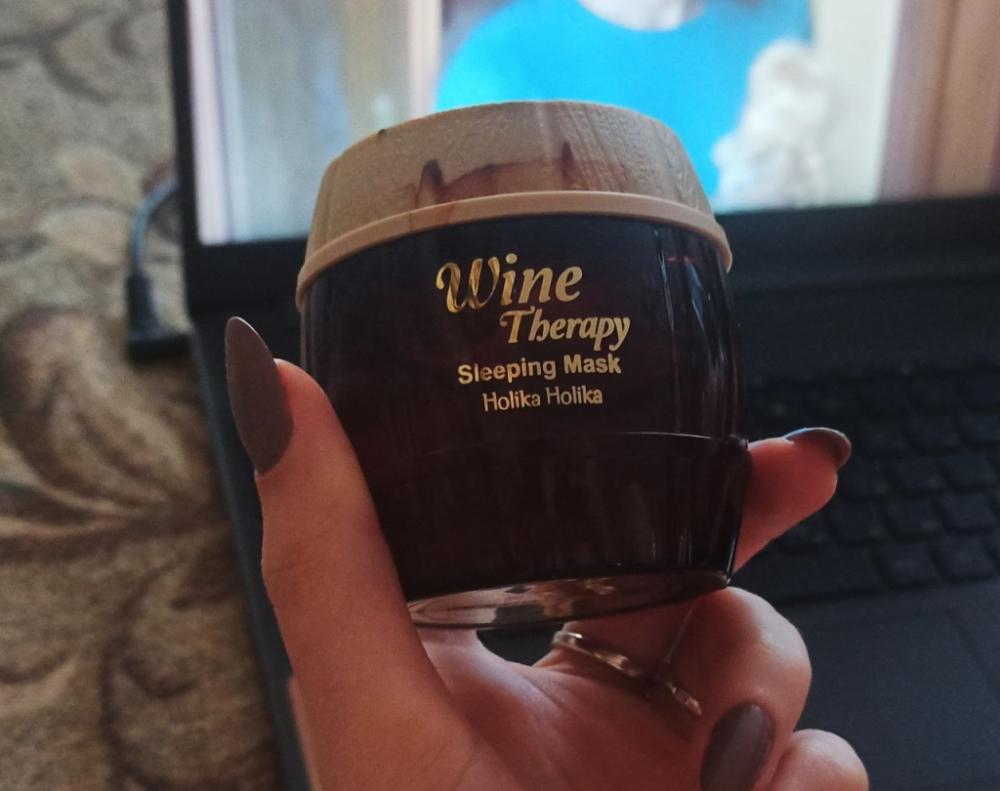 Wine
Therapy
Sleeping Mask
Holika Holika